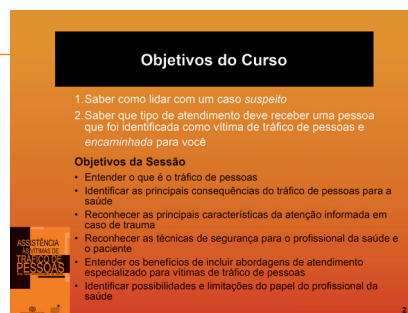 Objetivos do Curso
1.Saber como lidar com um caso suspeito
2.Saber que tipo de atendimento deve receber uma pessoa
que foi identificada como vítima de tráfico de pessoas e
encaminhada para você
Objetivos da Sessão
• Entender o que é o tráfico de pessoas
• Identificar as principais consequências do tráfico de pessoas para a
saúde
• Reconhecer as principais características da atenção informada em
caso de trauma
• Reconhecer as técnicas de segurança para o profissional da saúde e
o paciente
• Entender os benefícios de incluir abordagens de atendimento
especializado para vítimas de tráfico de pessoas
• Identificar possibilidades e limitações do papel do profissional da
saúde
ASSISTÊNCIA
ÀS VÍTIMAS DE
TRÁFICO DE
PESSOAS
2